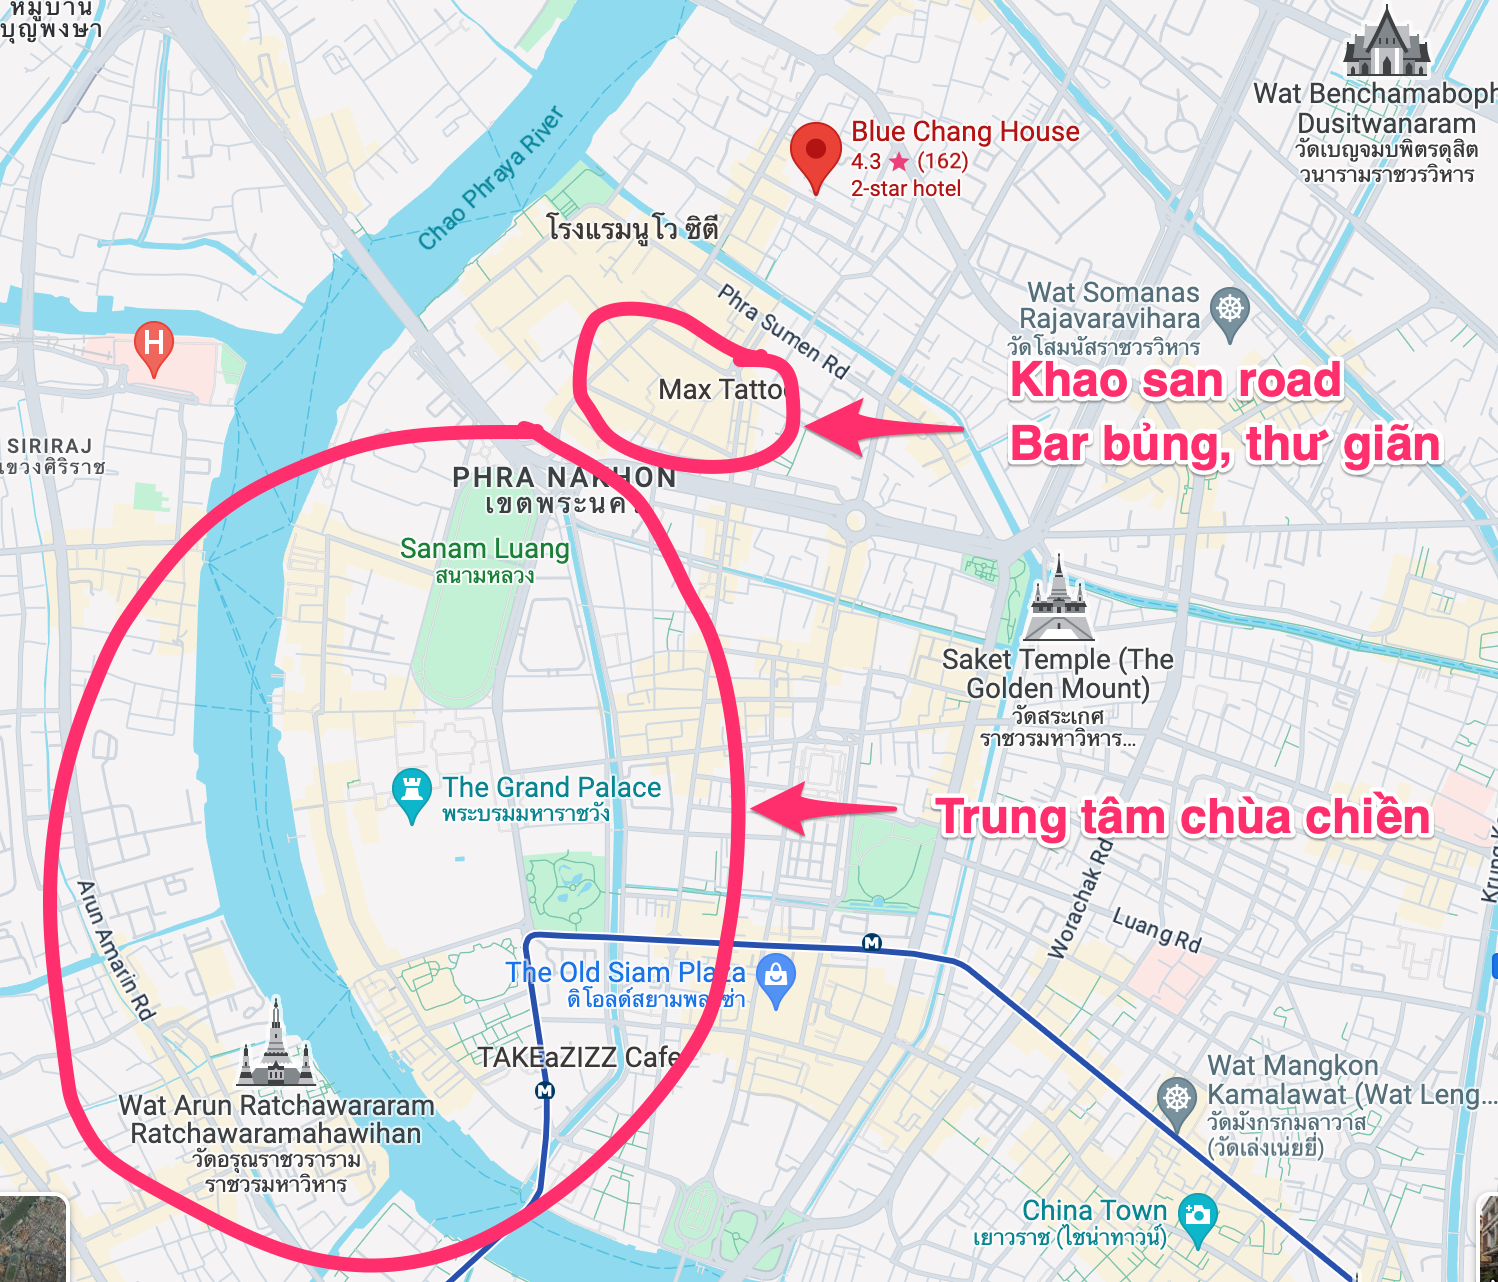 หมู่บ้าน
บุญพงษา
Wat Benchamaboph
Dusitwanaram
วัดเบญจมบพิตรดุสิต
วนารามราชวรวิหาร
Blue Chang House
4.3 ★ (162)
2-star hotel
Chao Phraya River
โรงแรมนูโว ซิตี
Phra Sumen Rd
Wat Somanas
Rajavaravihara
วัดโสมนัสราชวรวิหาร
H
Max Tattoo
Khao san road
Bar bủng, thư giãn
SIRIRAJ
แขวงศิริราช
PHRA NAKHON
เขตพระนคร
Sanam Luang
สนามหลวง
Saket Temple (The
Golden Mount)
วัดสระเกศ
ราชวรมหาวิหาร...
The Grand Palace
พระบรมมหาราชวัง
Trung tâm chùa chiền
Arun Amarin Rd
Worachak Rd
Luang Rd
Krung K
M
The Old Siam Plaza
ดิโอลด์สยามพลาซ่า
TAKEaZIZZ Cafe
M
Wat Arun Ratchawararam
Ratchawaramahawihan
วัดอรุณราชวราราม
ราชวรมหาวิหาร
Wat Mangkon
Kamalawat (Wat Leng...
วัดมังกรกมลาวาส
(วัดเล่งเน่ยยี่)
China Town
เยาวราช (ไชน่าทาวน์)